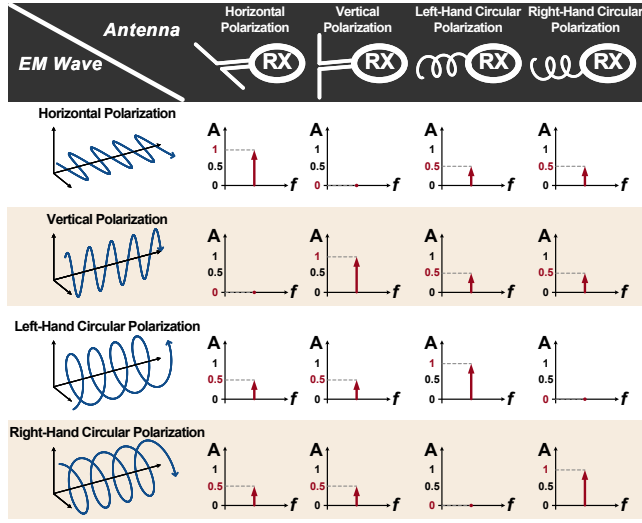 Antenna
EM Wave
Horizontal
Polarization
Vertical
Polarization
Left-Hand Circular
Polarization
Right-Hand Circular
Polarization
RX
RX
RX
RX
Horizontal Polarization
A
1
0.5
0
f
A
1
0.5
0
f
A
1
0.5
0
f
A
1
0.5
0
f
Vertical Polarization
A
1
0.5
0
f
A
1
0.5
0
f
A
1
0.5
0
f
A
1
0.5
0
f
Left-Hand Circular Polarization
A
1
0.5
0
f
A
1
0.5
0
f
A
1
0.5
0
f
A
1
0.5
0
f
Right-Hand Circular Polarization
A
1
0.5
0
f
A
1
0.5
0
f
A
1
0.5
0
f
A
1
0.5
0
f